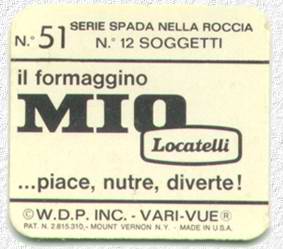 N.° 51 SERIE SPADA NELLA ROCCIA
N.° 12 SOGGETTI
il formaggino
MIO
Locatelli
...piace, nutre, diverte!
©W.D.P. INC. - VARI-VUE®
PAT. N. 2.815.310, - MOUNT VERNON N.Y. - MADE IN U.S.A.